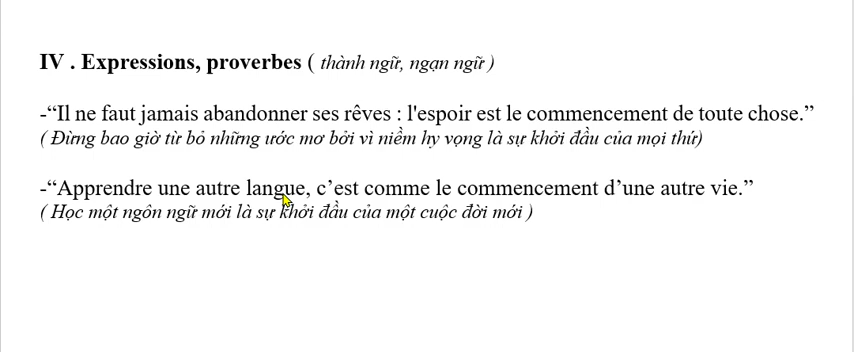 IV . Expressions, proverbes ( thành ngữ, ngạn ngữ )
-“Il ne faut jamais abandonner ses rêves : l'espoir est le commencement de toute chose.”
( Đừng bao giờ từ bỏ những ước mơ bởi vì niềm hy vọng là sự khởi đầu của mọi thứ)
-“Apprendre une autre langue, c’est comme le commencement d’une autre vie.”
( Học một ngôn ngữ mới là sự khởi đầu của một cuộc đời mới )